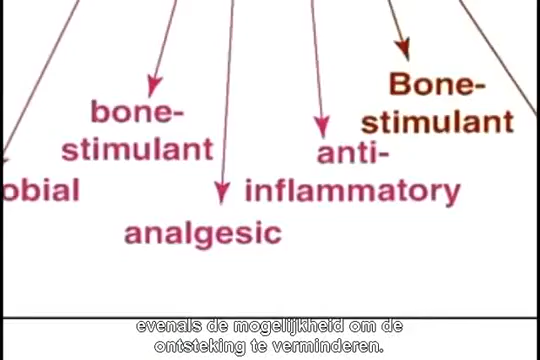 Bone-
stimulant
bone-
stimulant
anti-
inflammatory
obial
analgesic
evenals de mogelijkheid om de
ontsteking te verminderen.